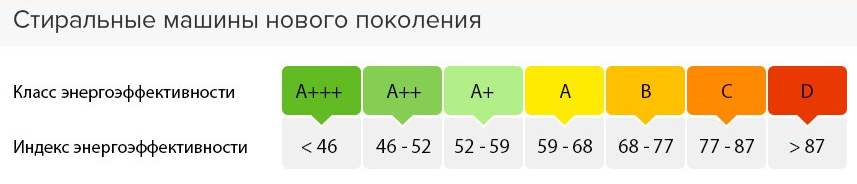 Стиральные машины нового поколения
Класс энергоэффективности A+++ A++ A+ A B C D
Индекс энергоэффективности < 46 46 - 52 52 - 59 59 - 68 68 - 77 77 - 87 > 87